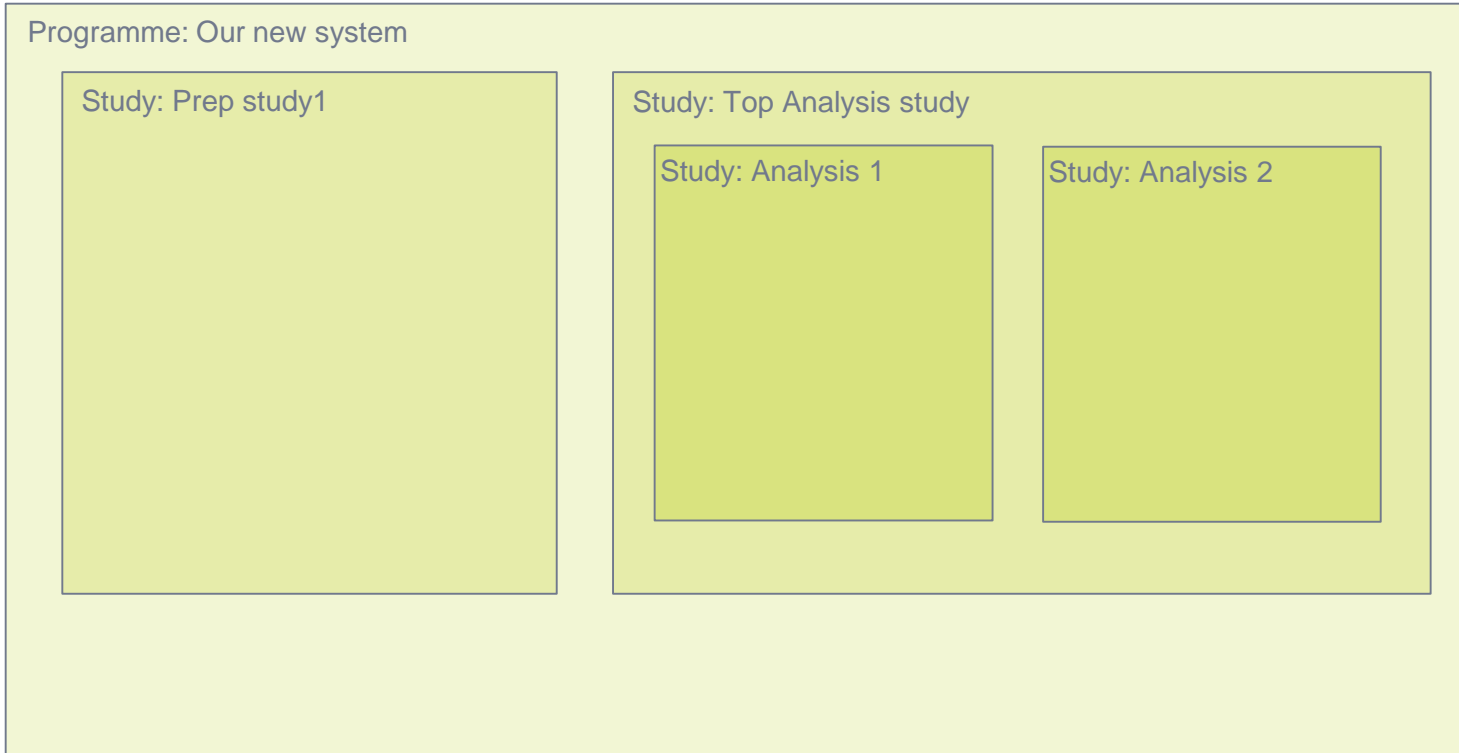 Programme: Our new system
Study: Prep study1
Study: Top Analysis study
Study: Analysis 1
Study: Analysis 2